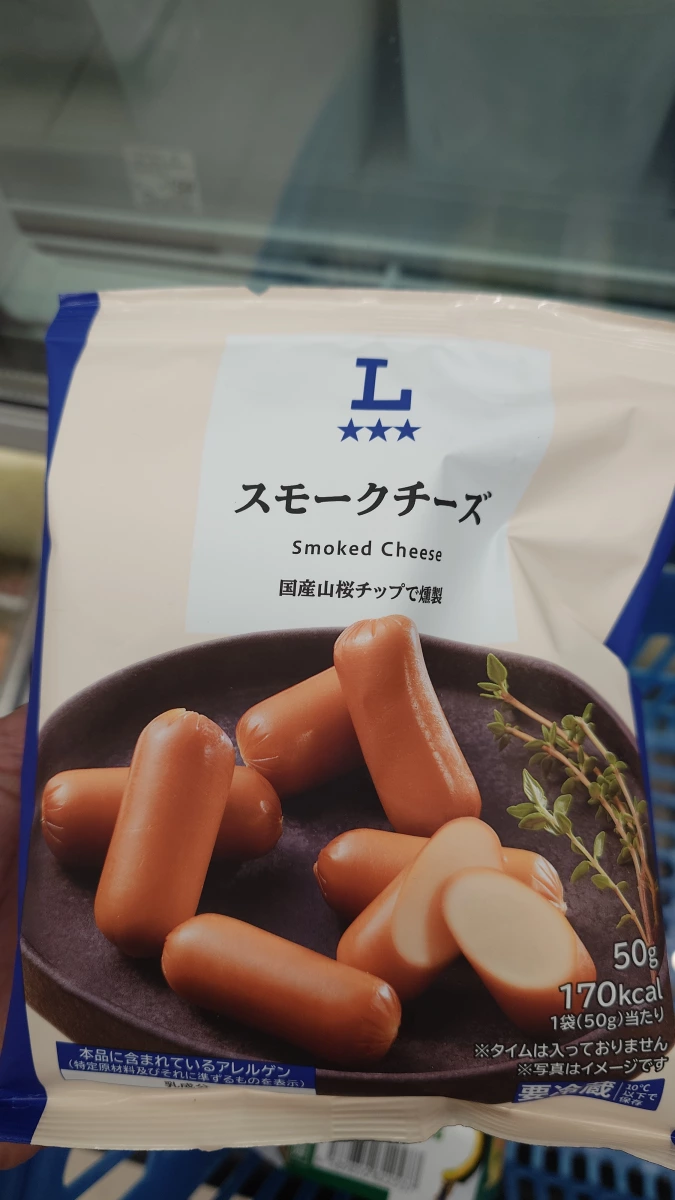 L
★★★
スモークチーズ
Smoked Cheese
国産山桜チップで燻製
50g
170kcal
1袋(50g)当たり
※タイムは入っておりません
※写真はイメージです
本品に含まれているアレルゲン
(特定原材料及びそれに準ずるものを表示)
乳成分
要冷蔵
10℃
以下で
保存